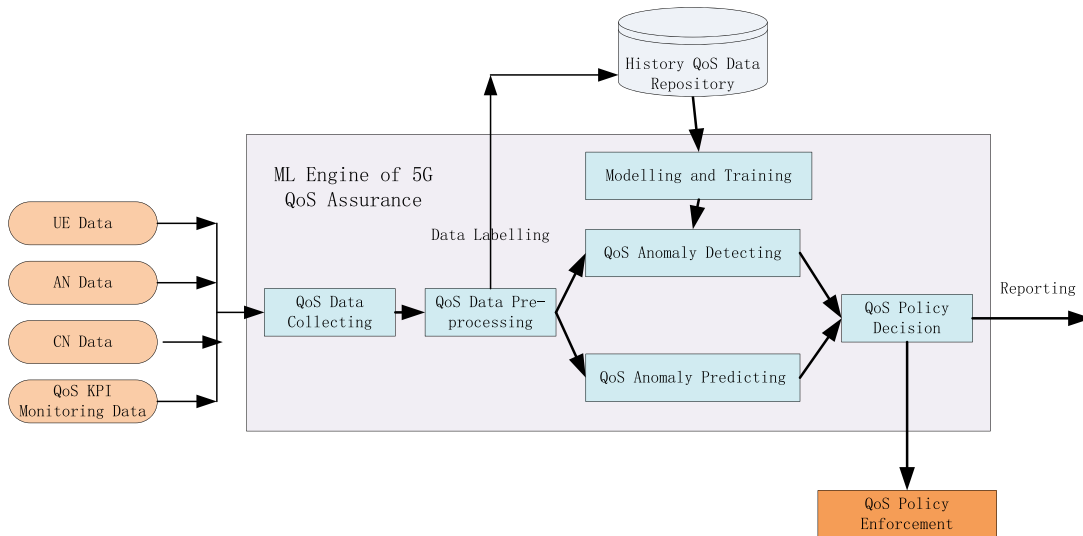 History QoS Data
Repository
ML Engine of 5G
QoS Assurance
Modelling and Training
UE Data
Data Labelling
QoS Anomaly Detecting
AN Data
QoS Data
Collecting
QoS Data Pre-
processing
QoS Policy
Decision
Reporting
CN Data
QoS Anomaly Predicting
QoS KPI
Monitoring Data
QoS Policy
Enforcement